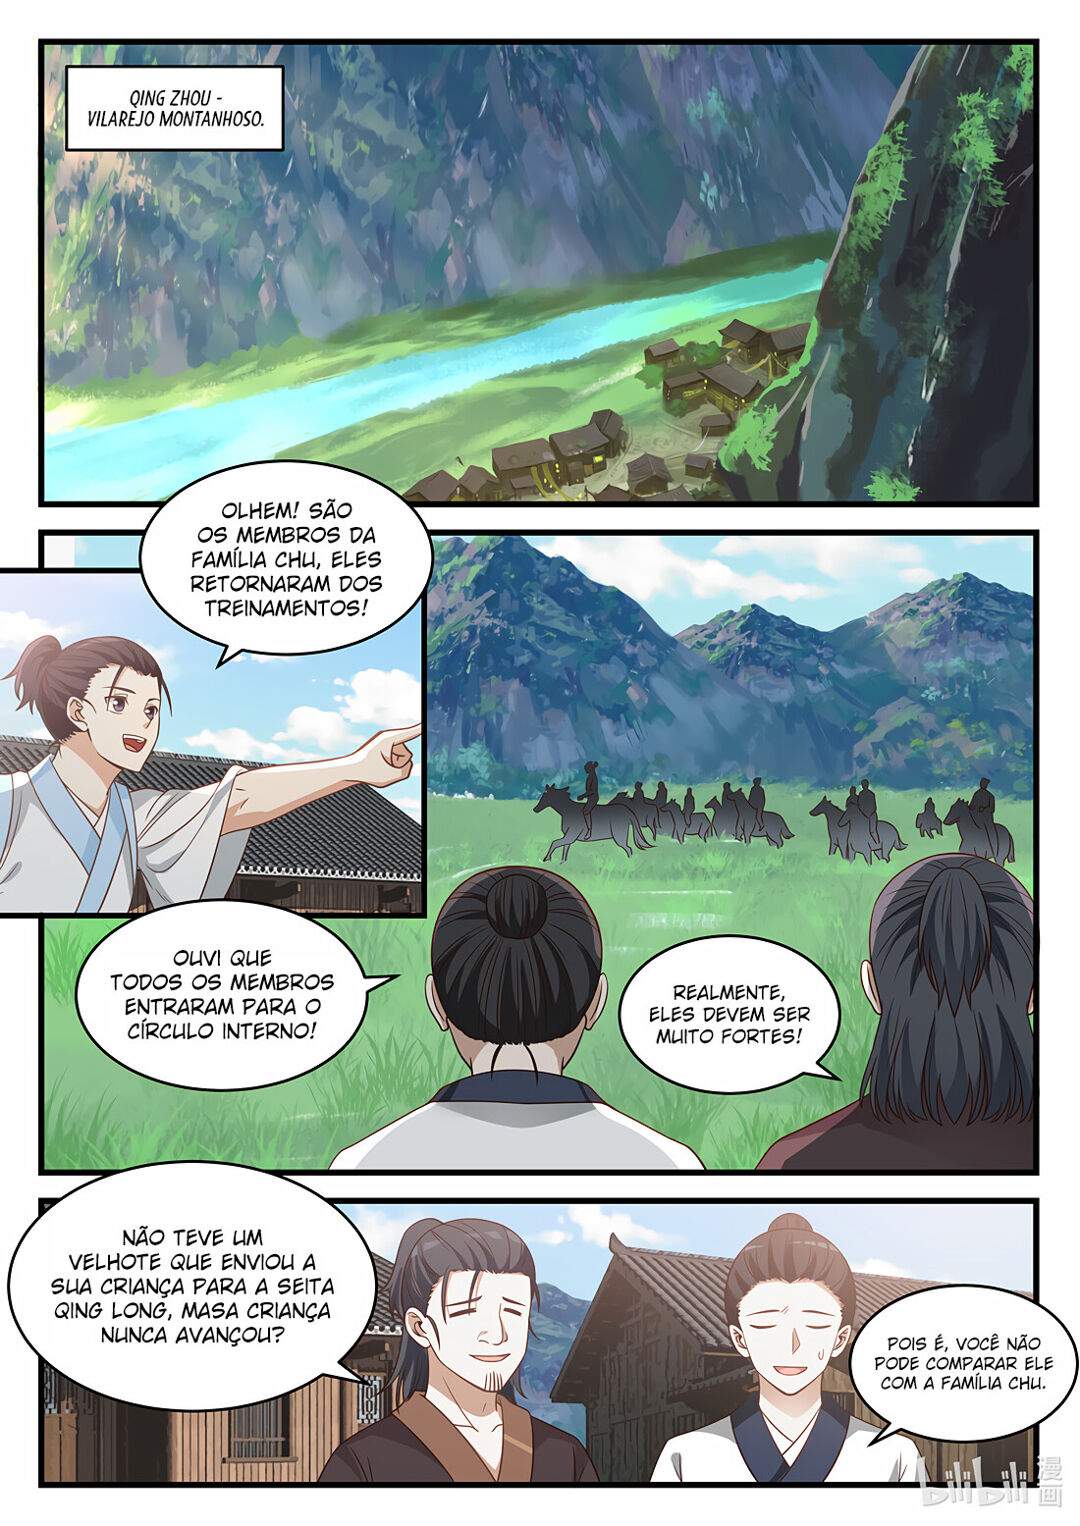 QING ZHOU -
VILAREJO MONTANHOSO.
OLHEM! SÃO
OS MEMBROS DA
FAMÍLIA CHU, ELES
RETORNARAM DOS
TREINAMENTOS!
OUVI QUE
TODOS OS MEMBROS
ENTRARAM PARA O
CÍRCULO INTERNO!
REALMENTE,
ELES DEVEM SER
MUITO FORTES!
NÃO TEVE UM
VELHOTE QUE ENVIOU A
SUA CRIANÇA PARA A SEITA
QING LONG, MASA CRIANÇA
NUNCA AVANÇOU?
POIS É, VOCÊ NÃO
PODE COMPARAR ELE
COM A FAMÍLIA CHU.
bilibili 漫画